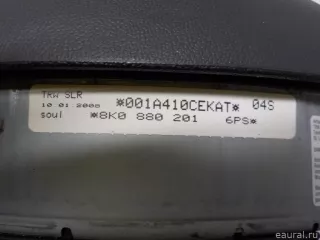 TRW SLR
10.01.2008 *001A410CEKAT* 04S
soul *8K0 880 201 6PS*
eaural.ru